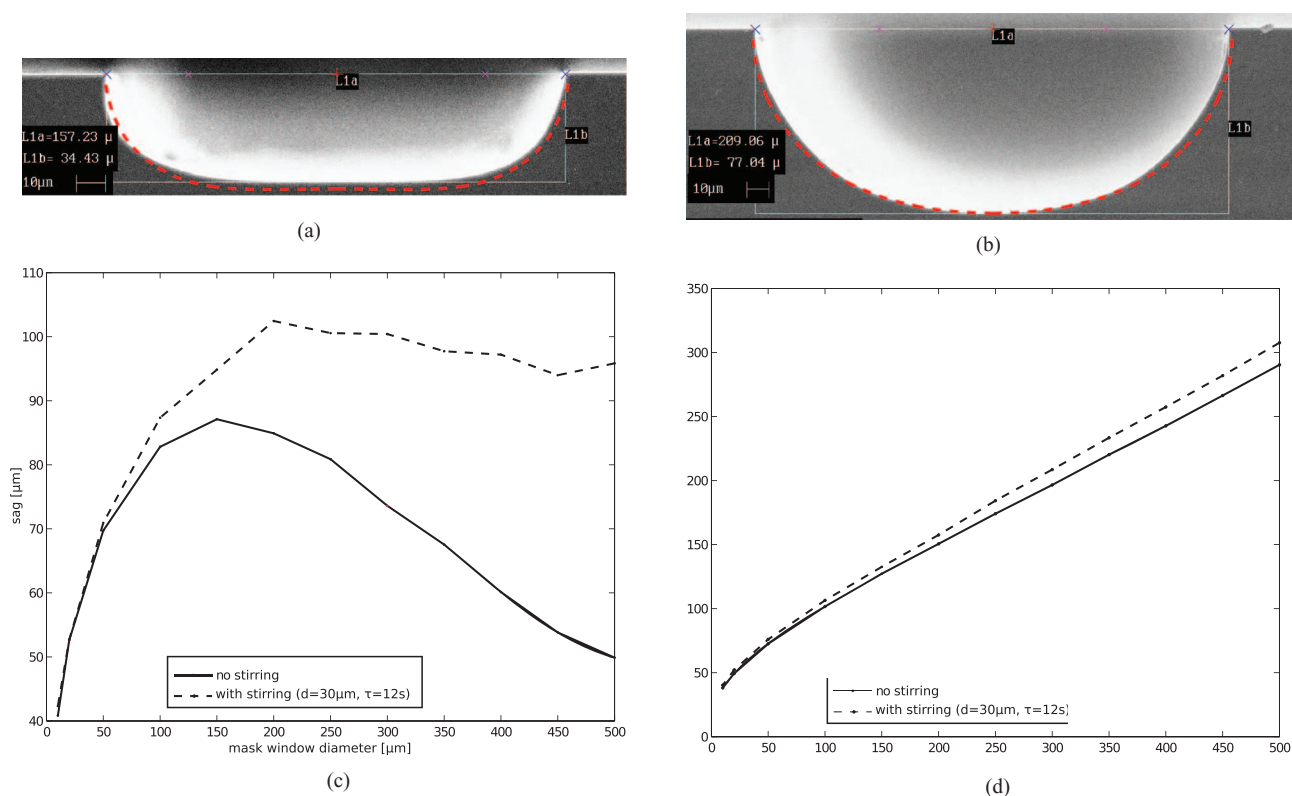 L1a
L1a=157.23 µ
L1b= 34.43 µ
L1b
10µm
(a)
L1a
L1b
L1a=209.06 µ
L1b= 77.04 µ
10µm
(b)
110
100
90
80
70
60
50
40
sag [µm]
no stirring
with stirring (d=30µm, τ=12s)
0 50 100 150 200 250 300 350 400 450 500
mask window diameter [µm]
(c)
350
300
250
200
150
100
50
0
no stirring
with stirring (d=30µm, τ=12s)
0 50 100 150 200 250 300 350 400 450 500
(d)